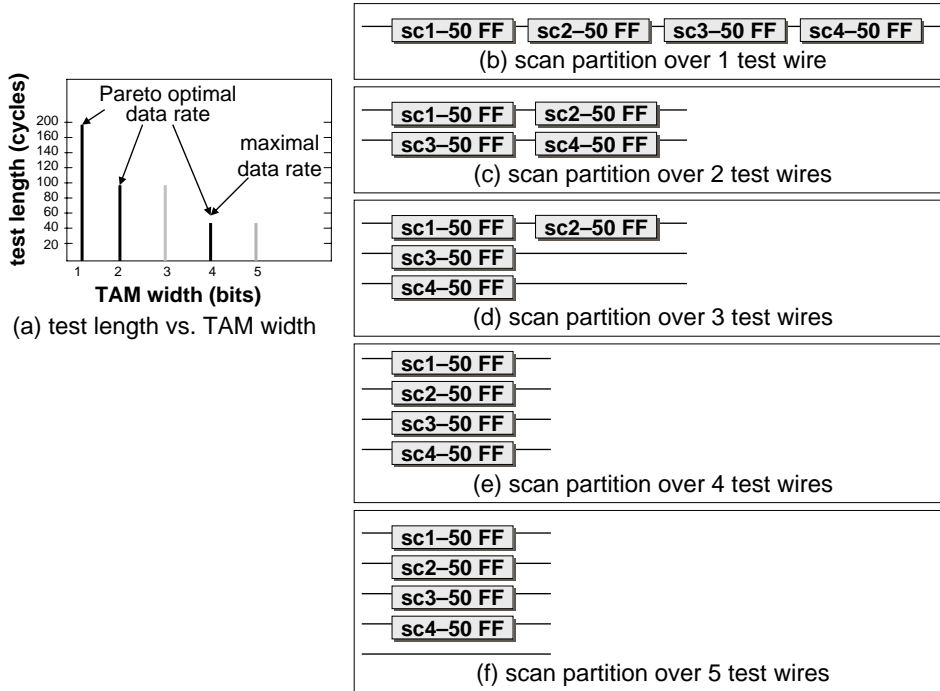 Pareto optimal
data rate
maximal
data rate
test length (cycles)
200
160
140
120
100
80
60
40
20
1 2 3 4 5
TAM width (bits)
(a) test length vs. TAM width
sc1–50 FF sc2–50 FF sc3–50 FF sc4–50 FF
(b) scan partition over 1 test wire
sc1–50 FF sc2–50 FF
sc3–50 FF sc4–50 FF
(c) scan partition over 2 test wires
sc1–50 FF sc2–50 FF
sc3–50 FF
sc4–50 FF
(d) scan partition over 3 test wires
sc1–50 FF
sc2–50 FF
sc3–50 FF
sc4–50 FF
(e) scan partition over 4 test wires
sc1–50 FF
sc2–50 FF
sc3–50 FF
sc4–50 FF
(f) scan partition over 5 test wires